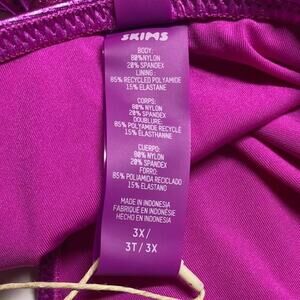 SKIMS
BODY:
80%NYLON
20% SPANDEX
LINING:
85% RECYCLED POLYAMIDE
15% ELASTANE
CORPS:
80%NYLON
20% SPANDEX
DOUBLURE:
85% POLYAMIDE RECYCLÉ
15% ÉLASTHANNE
CUERPO:
80%NYLON
20% SPANDEX
FORRO:
85% POLIAMIDA RECICLADO
15% ELASTANO
MADE IN INDONESIA
FABRIQUÉ EN INDONÉSIE
HECHO EN INDONESIA
3X/
3T/3X